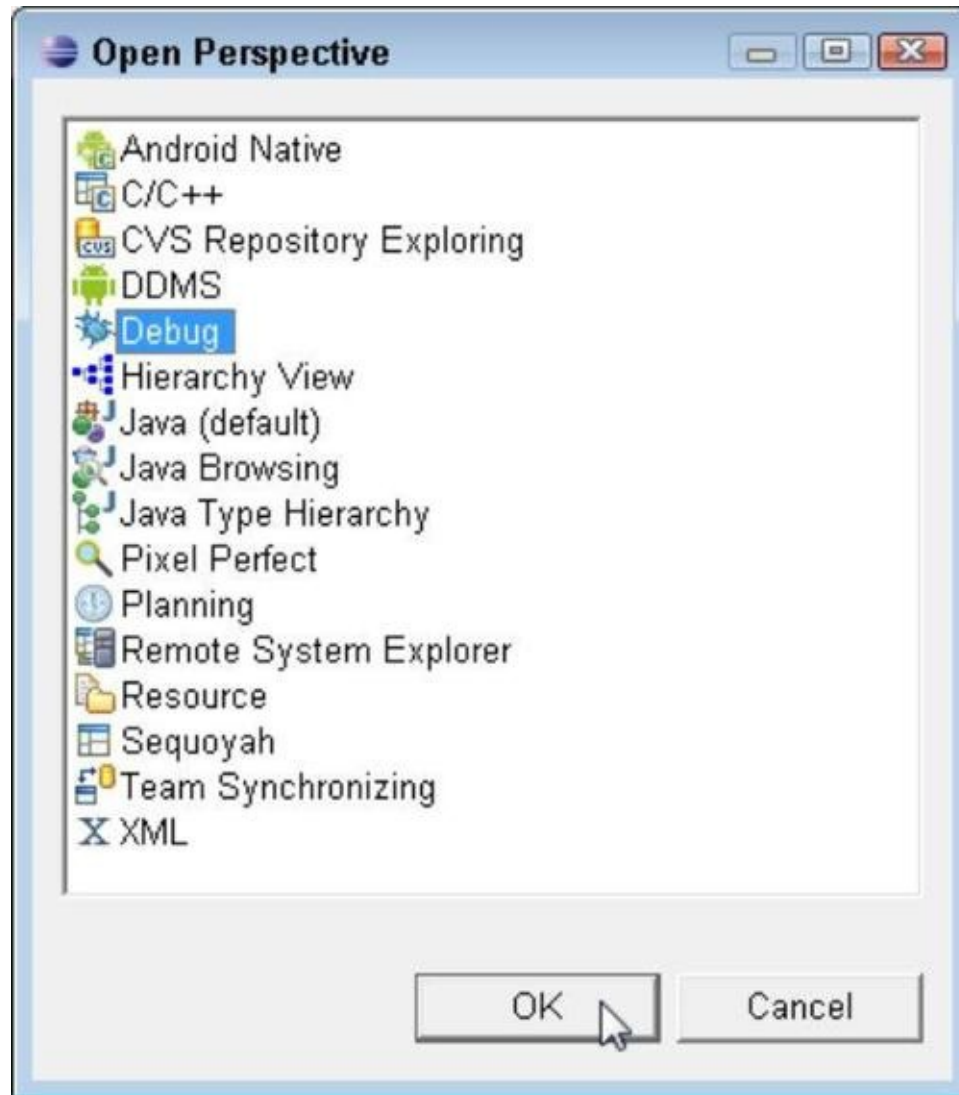 Open Perspective
Android Native
C/C++
CVS Repository Exploring
DDMS
Debug
Hierarchy View
Java (default)
Java Browsing
Java Type Hierarchy
Pixel Perfect
Planning
Remote System Explorer
Resource
Sequoyah
Team Synchronizing
XML
OK
Cancel